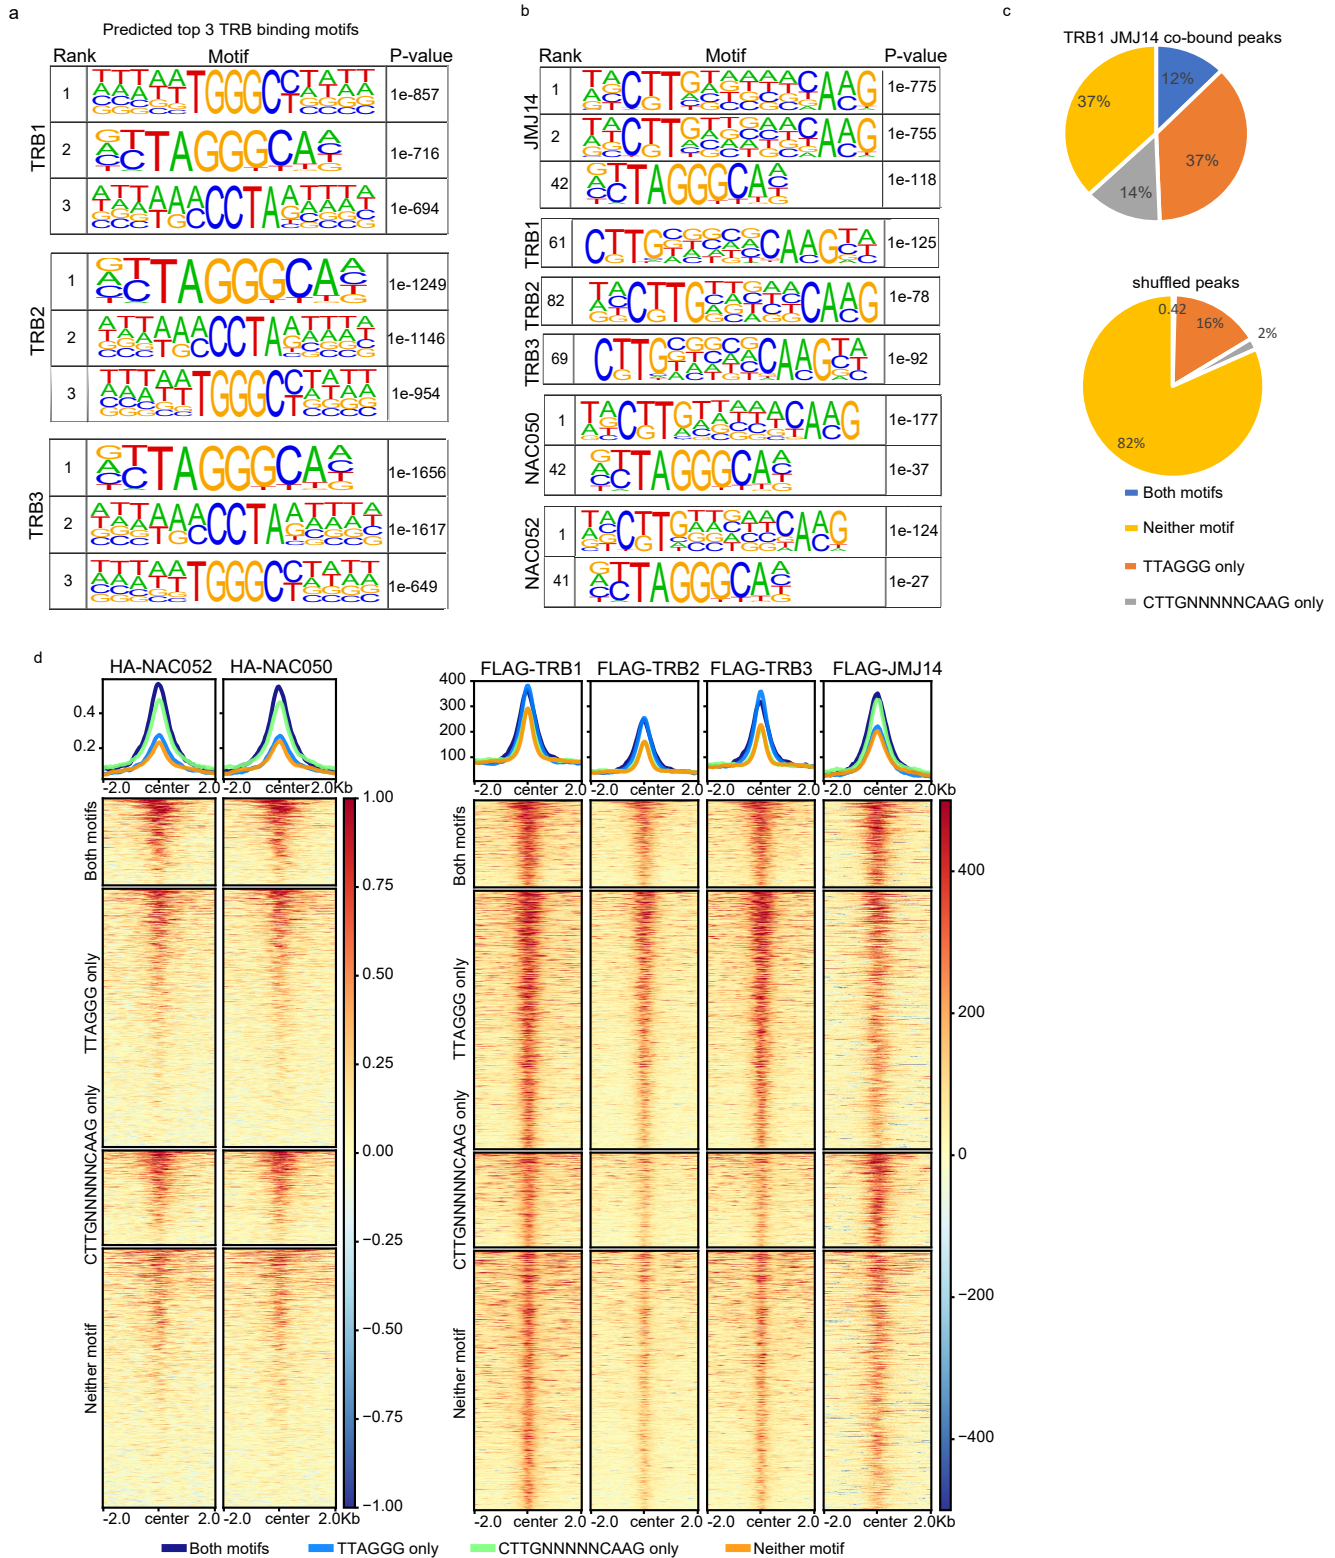 a
Predicted top 3 TRB binding motifs
Rank Motif P-value
TRB1
1 1e-857
2 1e-716
3 1e-694
TRB2
1 1e-1249
2 1e-1146
3 1e-954
TRB3
1 1e-1656
2 1e-1617
3 1e-649
b
Rank Motif P-value
JMJ14
1 1e-775
2 1e-755
42 1e-118
TRB1
61 1e-125
TRB2
82 1e-78
TRB3
69 1e-92
NAC050
1 1e-177
42 1e-37
NAC052
1 1e-124
41 1e-27
c
TRB1 JMJ14 co-bound peaks
12%
37%
37%
14%
shuffled peaks
0.42
16%
2%
82%
Both motifs
Neither motif
TTAGGG only
CTTGNNNNNCAAG only
d
HA-NAC052 HA-NAC050
0.4
0.2
-2.0 center 2.0 -2.0 center 2.0Kb
Both motifs
TTAGGG only
CTTGNNNNNCAAG only
Neither motif
1.00
0.75
0.50
0.25
0.00
−0.25
−0.50
−0.75
−1.00
-2.0 center 2.0 -2.0 center 2.0Kb
FLAG-TRB1 FLAG-TRB2 FLAG-TRB3 FLAG-JMJ14
400
300
200
100
-2.0 center 2.0 -2.0 center 2.0 -2.0 center 2.0 -2.0 center 2.0Kb
Both motifs
TTAGGG only
CTTGNNNNNCAAG only
Neither motif
400
200
0
−200
−400
-2.0 center 2.0 -2.0 center 2.0 -2.0 center 2.0 -2.0 center 2.0Kb
Both motifs TTAGGG only CTTGNNNNNCAAG only Neither motif